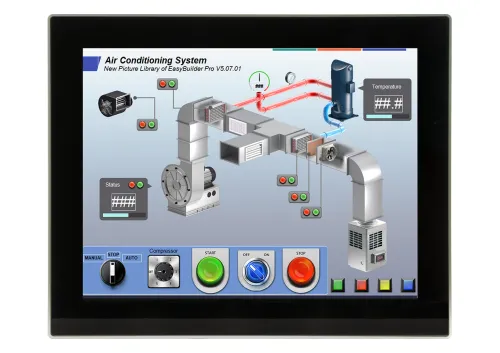 Air Conditioning System
New Picture Library of EasyBuilder Pro V5.07.01
###
Temperature
##.#
Status
###
Compressor
MANUAL STOP AUTO
START
OFF ON
STOP